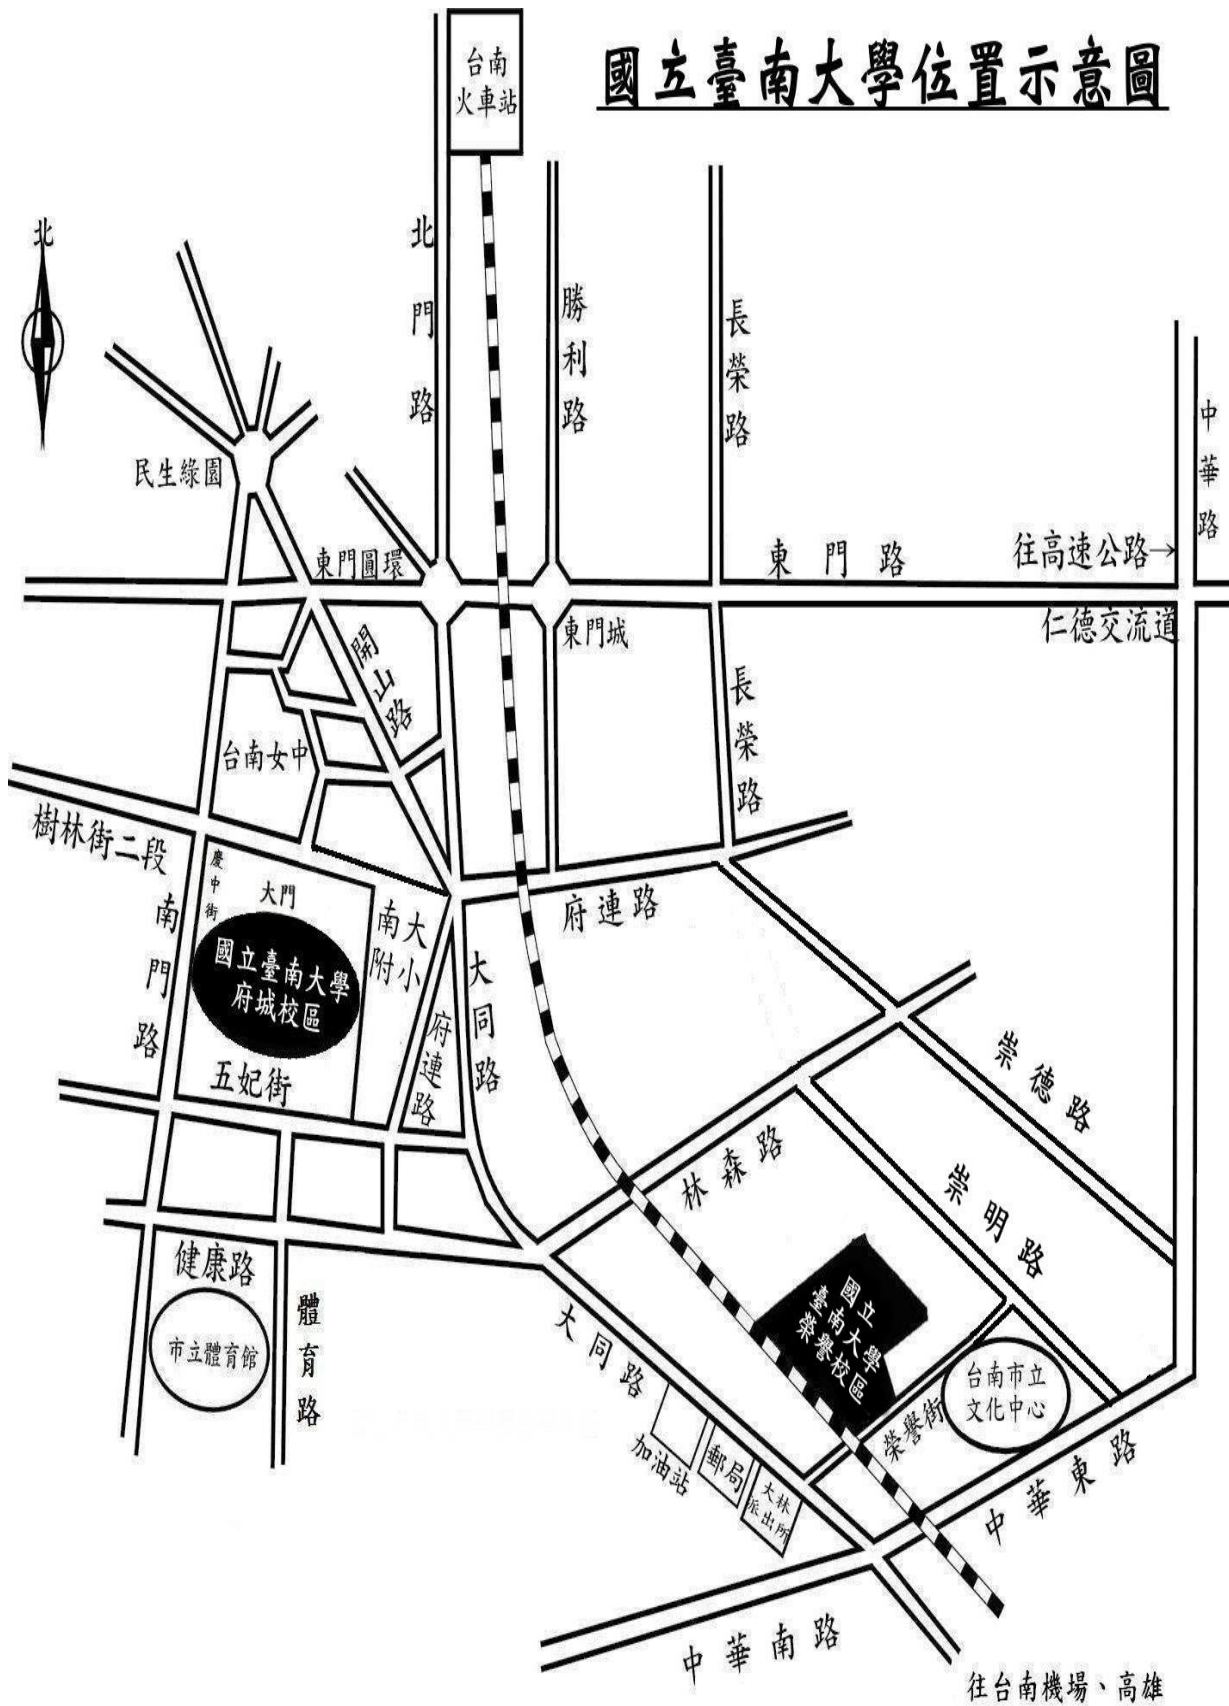 國立臺南大學位置示意圖
台南
火車站
北
北門路
勝利路
長榮路
中華路
民生綠園
東門圓環
東門路
往高速公路→
仁德交流道
東門城
開山路
長榮路
台南女中
樹林街二段
慶中街
大門
南門路
南大
附小
國立臺南大學
府城校區
府連路
大同路
府連路
五妃街
崇德路
林森路
崇明路
健康路
體育路
市立體育館
大同路
國立
臺南大學
榮譽校區
台南市立
文化中心
榮譽街
加油站
郵局
大林
派出所
中華東路
中華南路
往台南機場、高雄